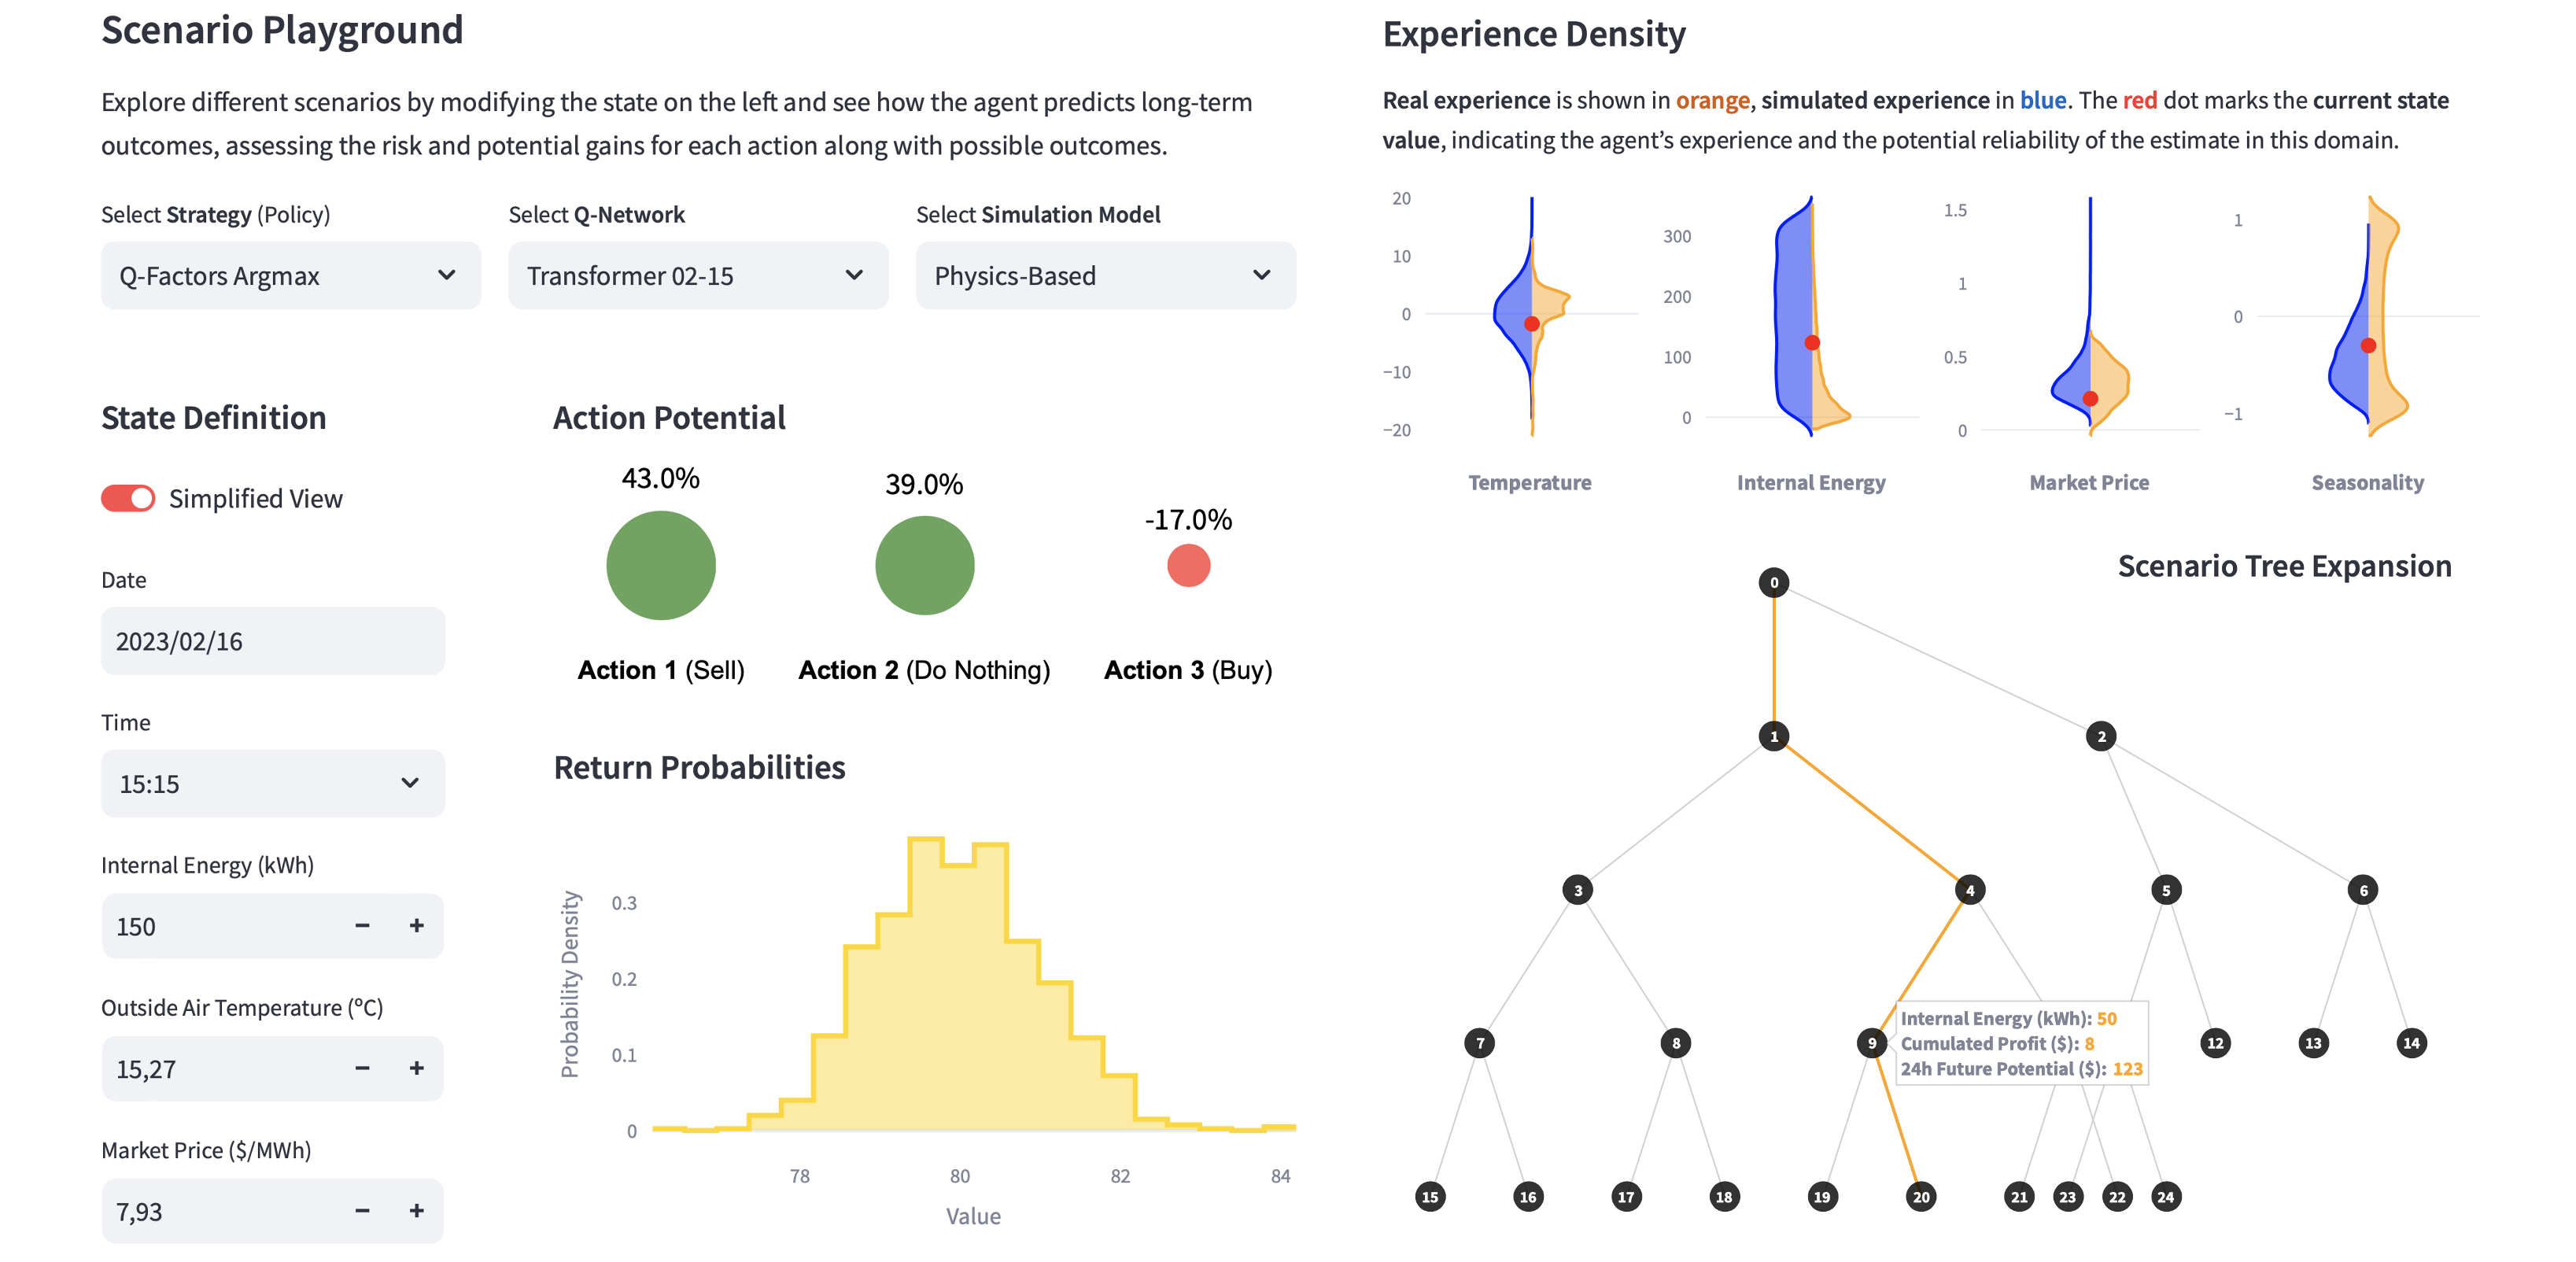 Scenario Playground
Explore different scenarios by modifying the state on the left and see how the agent predicts long-term
outcomes, assessing the risk and potential gains for each action along with possible outcomes.
Select Strategy (Policy)
Select Q-Network
Select Simulation Model
Q-Factors Argmax
Transformer 02-15
Physics-Based
State Definition
Simplified View
Date
2023/02/16
Time
15:15
Internal Energy (kWh)
150
− +
Outside Air Temperature (ºC)
15,27
− +
Market Price ($/MWh)
7,93
− +
Action Potential
43.0%
39.0%
-17.0%
Action 1 (Sell)
Action 2 (Do Nothing)
Action 3 (Buy)
Return Probabilities
Probability Density
0.3
0.2
0.1
0
78
80
82
84
Value
Experience Density
Real experience is shown in orange, simulated experience in blue. The red dot marks the current state
value, indicating the agent’s experience and the potential reliability of the estimate in this domain.
20
10
0
−10
−20
Temperature
300
200
100
0
Internal Energy
1.5
1
0.5
0
Market Price
1
0
−1
Seasonality
Scenario Tree Expansion
0
1
2
3
4
5
6
7
8
9
Internal Energy (kWh): 50
Cumulated Profit ($): 8
24h Future Potential ($): 123
12
13
14
15
16
17
18
19
20
21
23
22
24